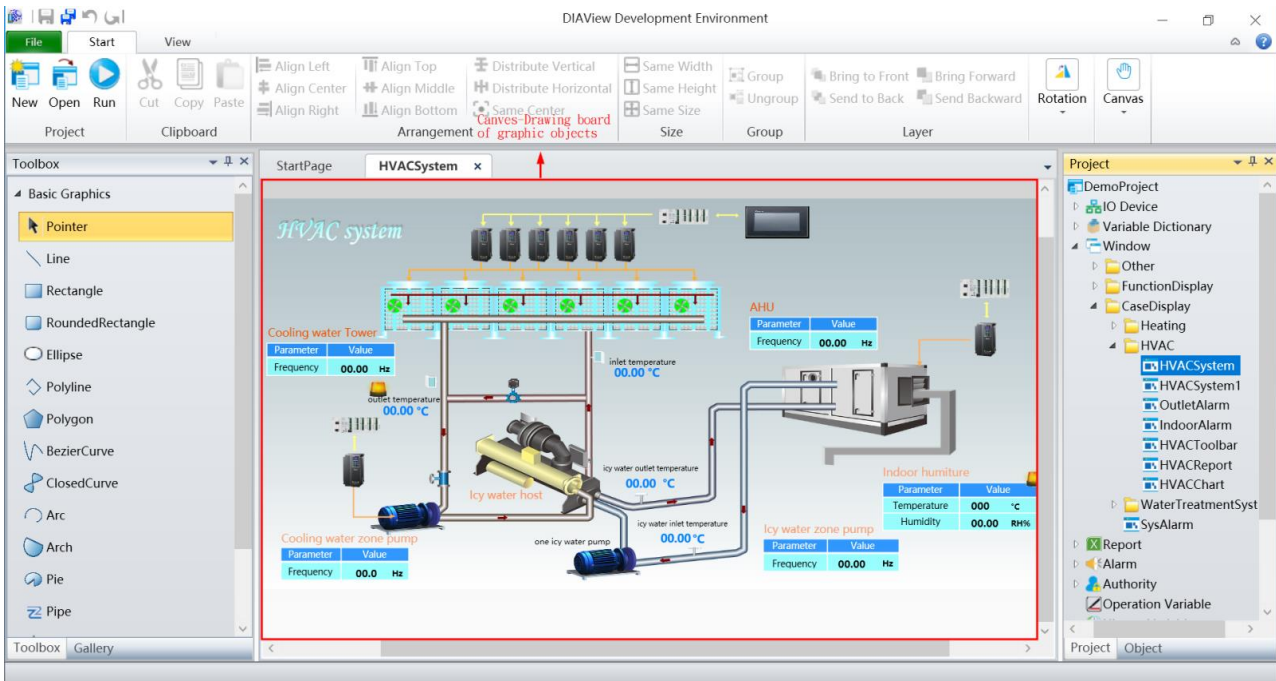 DIAView Development Environment
File Start View
New Open Run
Project
Cut Copy Paste
Clipboard
Align Left Align Top Distribute Vertical
Align Center Align Middle Distribute Horizontal
Align Right Align Bottom Same Center
Arrangement
Canves-Drawing board
of graphic objects
Same Width
Same Height
Same Size
Size
Group
Ungroup
Group
Bring to Front Bring Forward
Send to Back Send Backward
Layer
Rotation
Canvas
Toolbox
Basic Graphics
Pointer
Line
Rectangle
RoundedRectangle
Ellipse
Polyline
Polygon
BezierCurve
ClosedCurve
Arc
Arch
Pie
Pipe
Toolbox Gallery
StartPage HVACSystem
HVAC system
Cooling water Tower
Parameter Value
Frequency 00.00 Hz
outlet temperature
00.00 °C
inlet temperature
00.00 °C
AHU
Parameter Value
Frequency 00.00 Hz
Icy water host
icy water outlet temperature
00.00 °C
icy water inlet temperature
00.00 °C
one icy water pump
Indoor humiture
Parameter Value
Temperature 000 °C
Humidity 00.00 RH%
Cooling water zone pump
Parameter Value
Frequency 00.0 Hz
Icy water zone pump
Parameter Value
Frequency 00.00 Hz
Project
DemoProject
IO Device
Variable Dictionary
Window
Other
FunctionDisplay
CaseDisplay
Heating
HVAC
HVACSystem
HVACSystem1
OutletAlarm
IndoorAlarm
HVACToolbar
HVACReport
HVACChart
WaterTreatmentSyst
SysAlarm
Report
Alarm
Authority
Operation Variable
Project Object